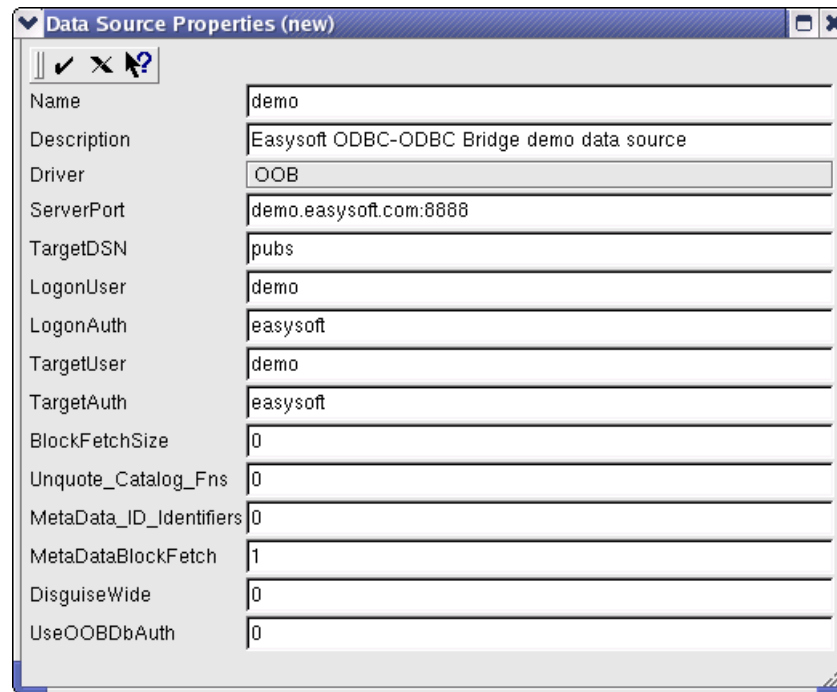 Data Source Properties (new)
Name demo
Description Easysoft ODBC-ODBC Bridge demo data source
Driver OOB
ServerPort demo.easysoft.com:8888
TargetDSN pubs
LogonUser demo
LogonAuth easysoft
TargetUser demo
TargetAuth easysoft
BlockFetchSize 0
Unquote_Catalog_Fns 0
MetaData_ID_Identifiers 0
MetaDataBlockFetch 1
DisguiseWide 0
UseOOBDbAuth 0